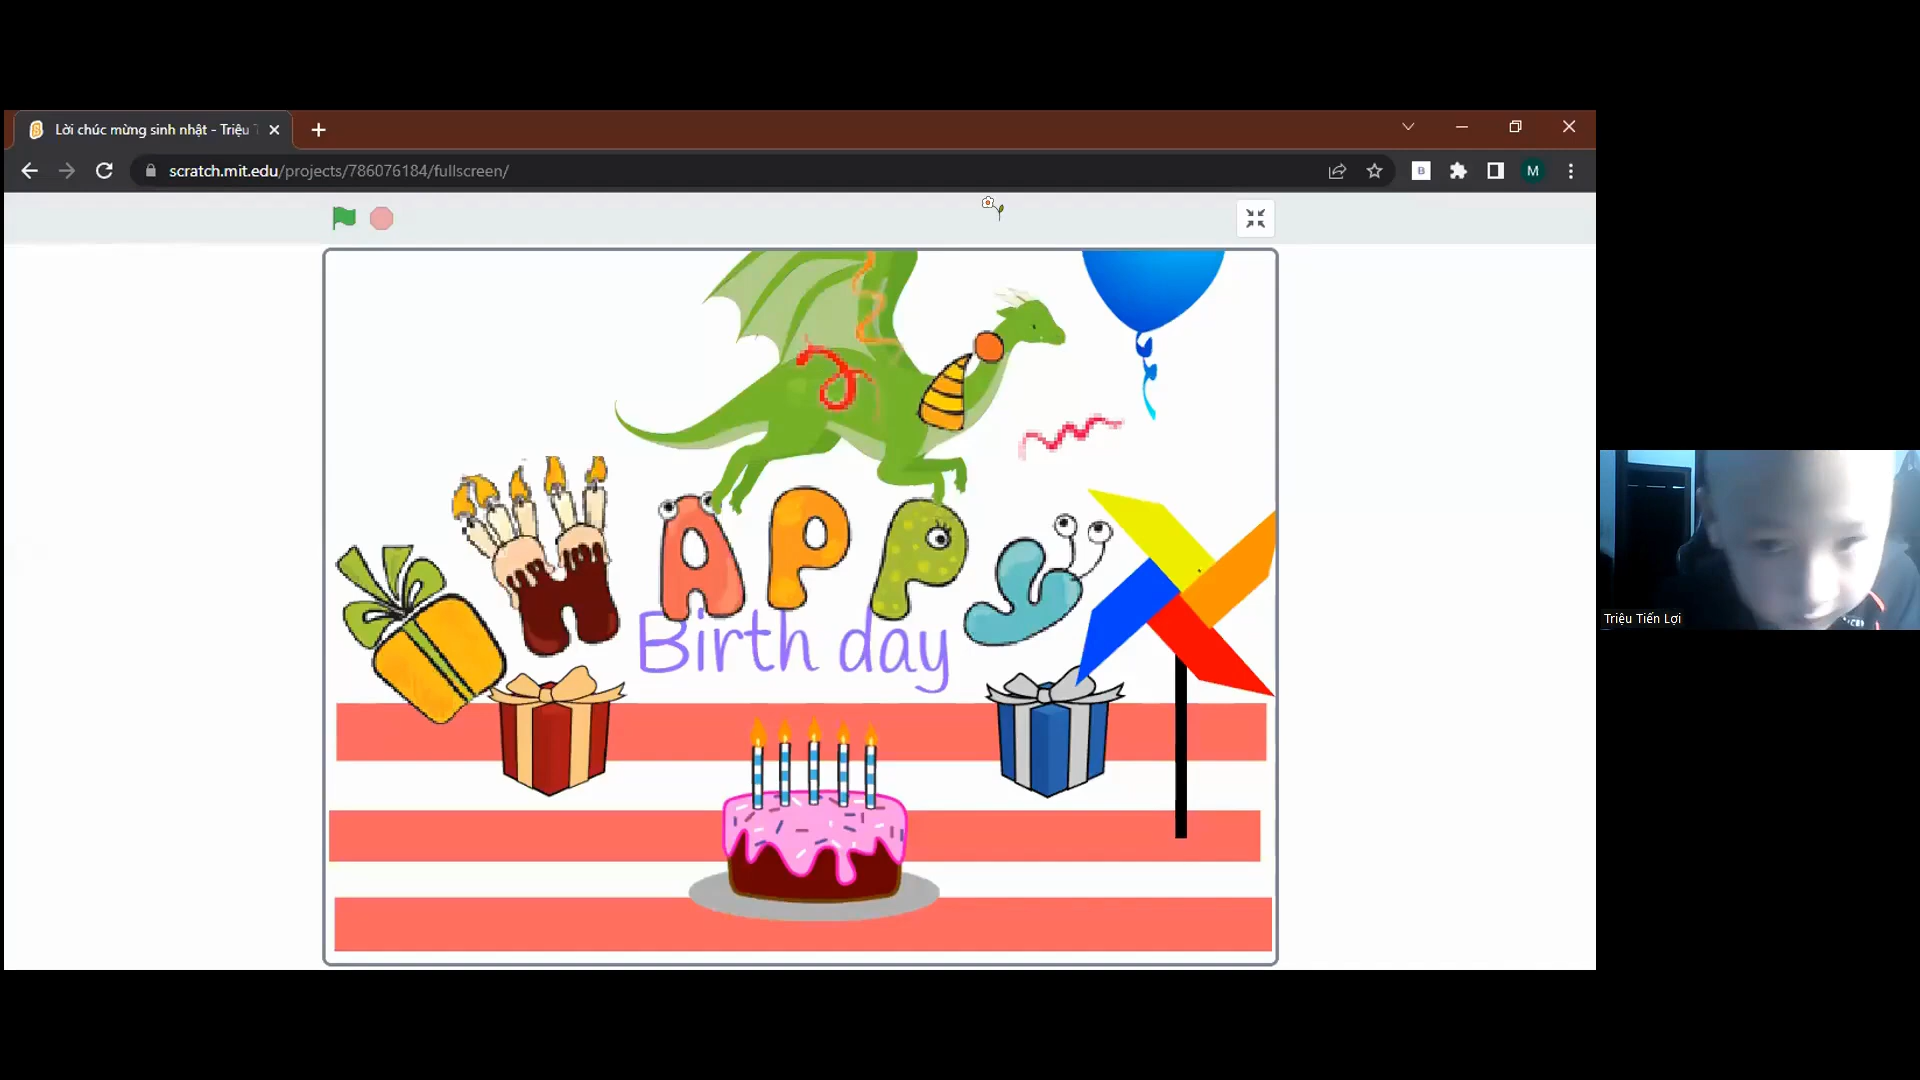 Lời chúc mừng sinh nhật - Triệu
scratch.mit.edu/projects/786076184/fullscreen/
B
M
HAPPY
Birth day
Triệu Tiến Lợi